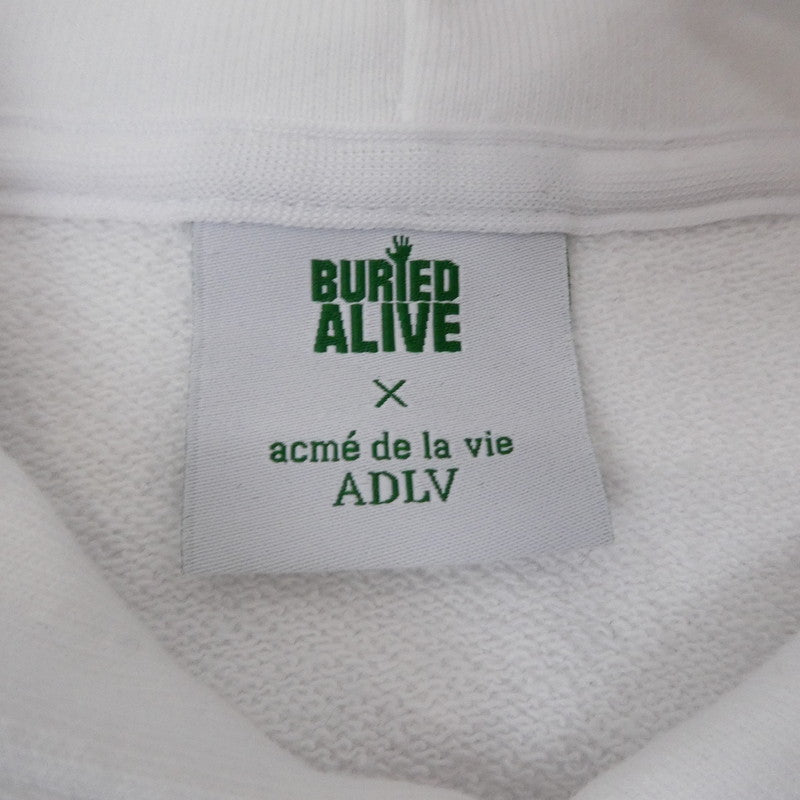 BURIED
ALIVE
×
acmé de la vie
ADLV